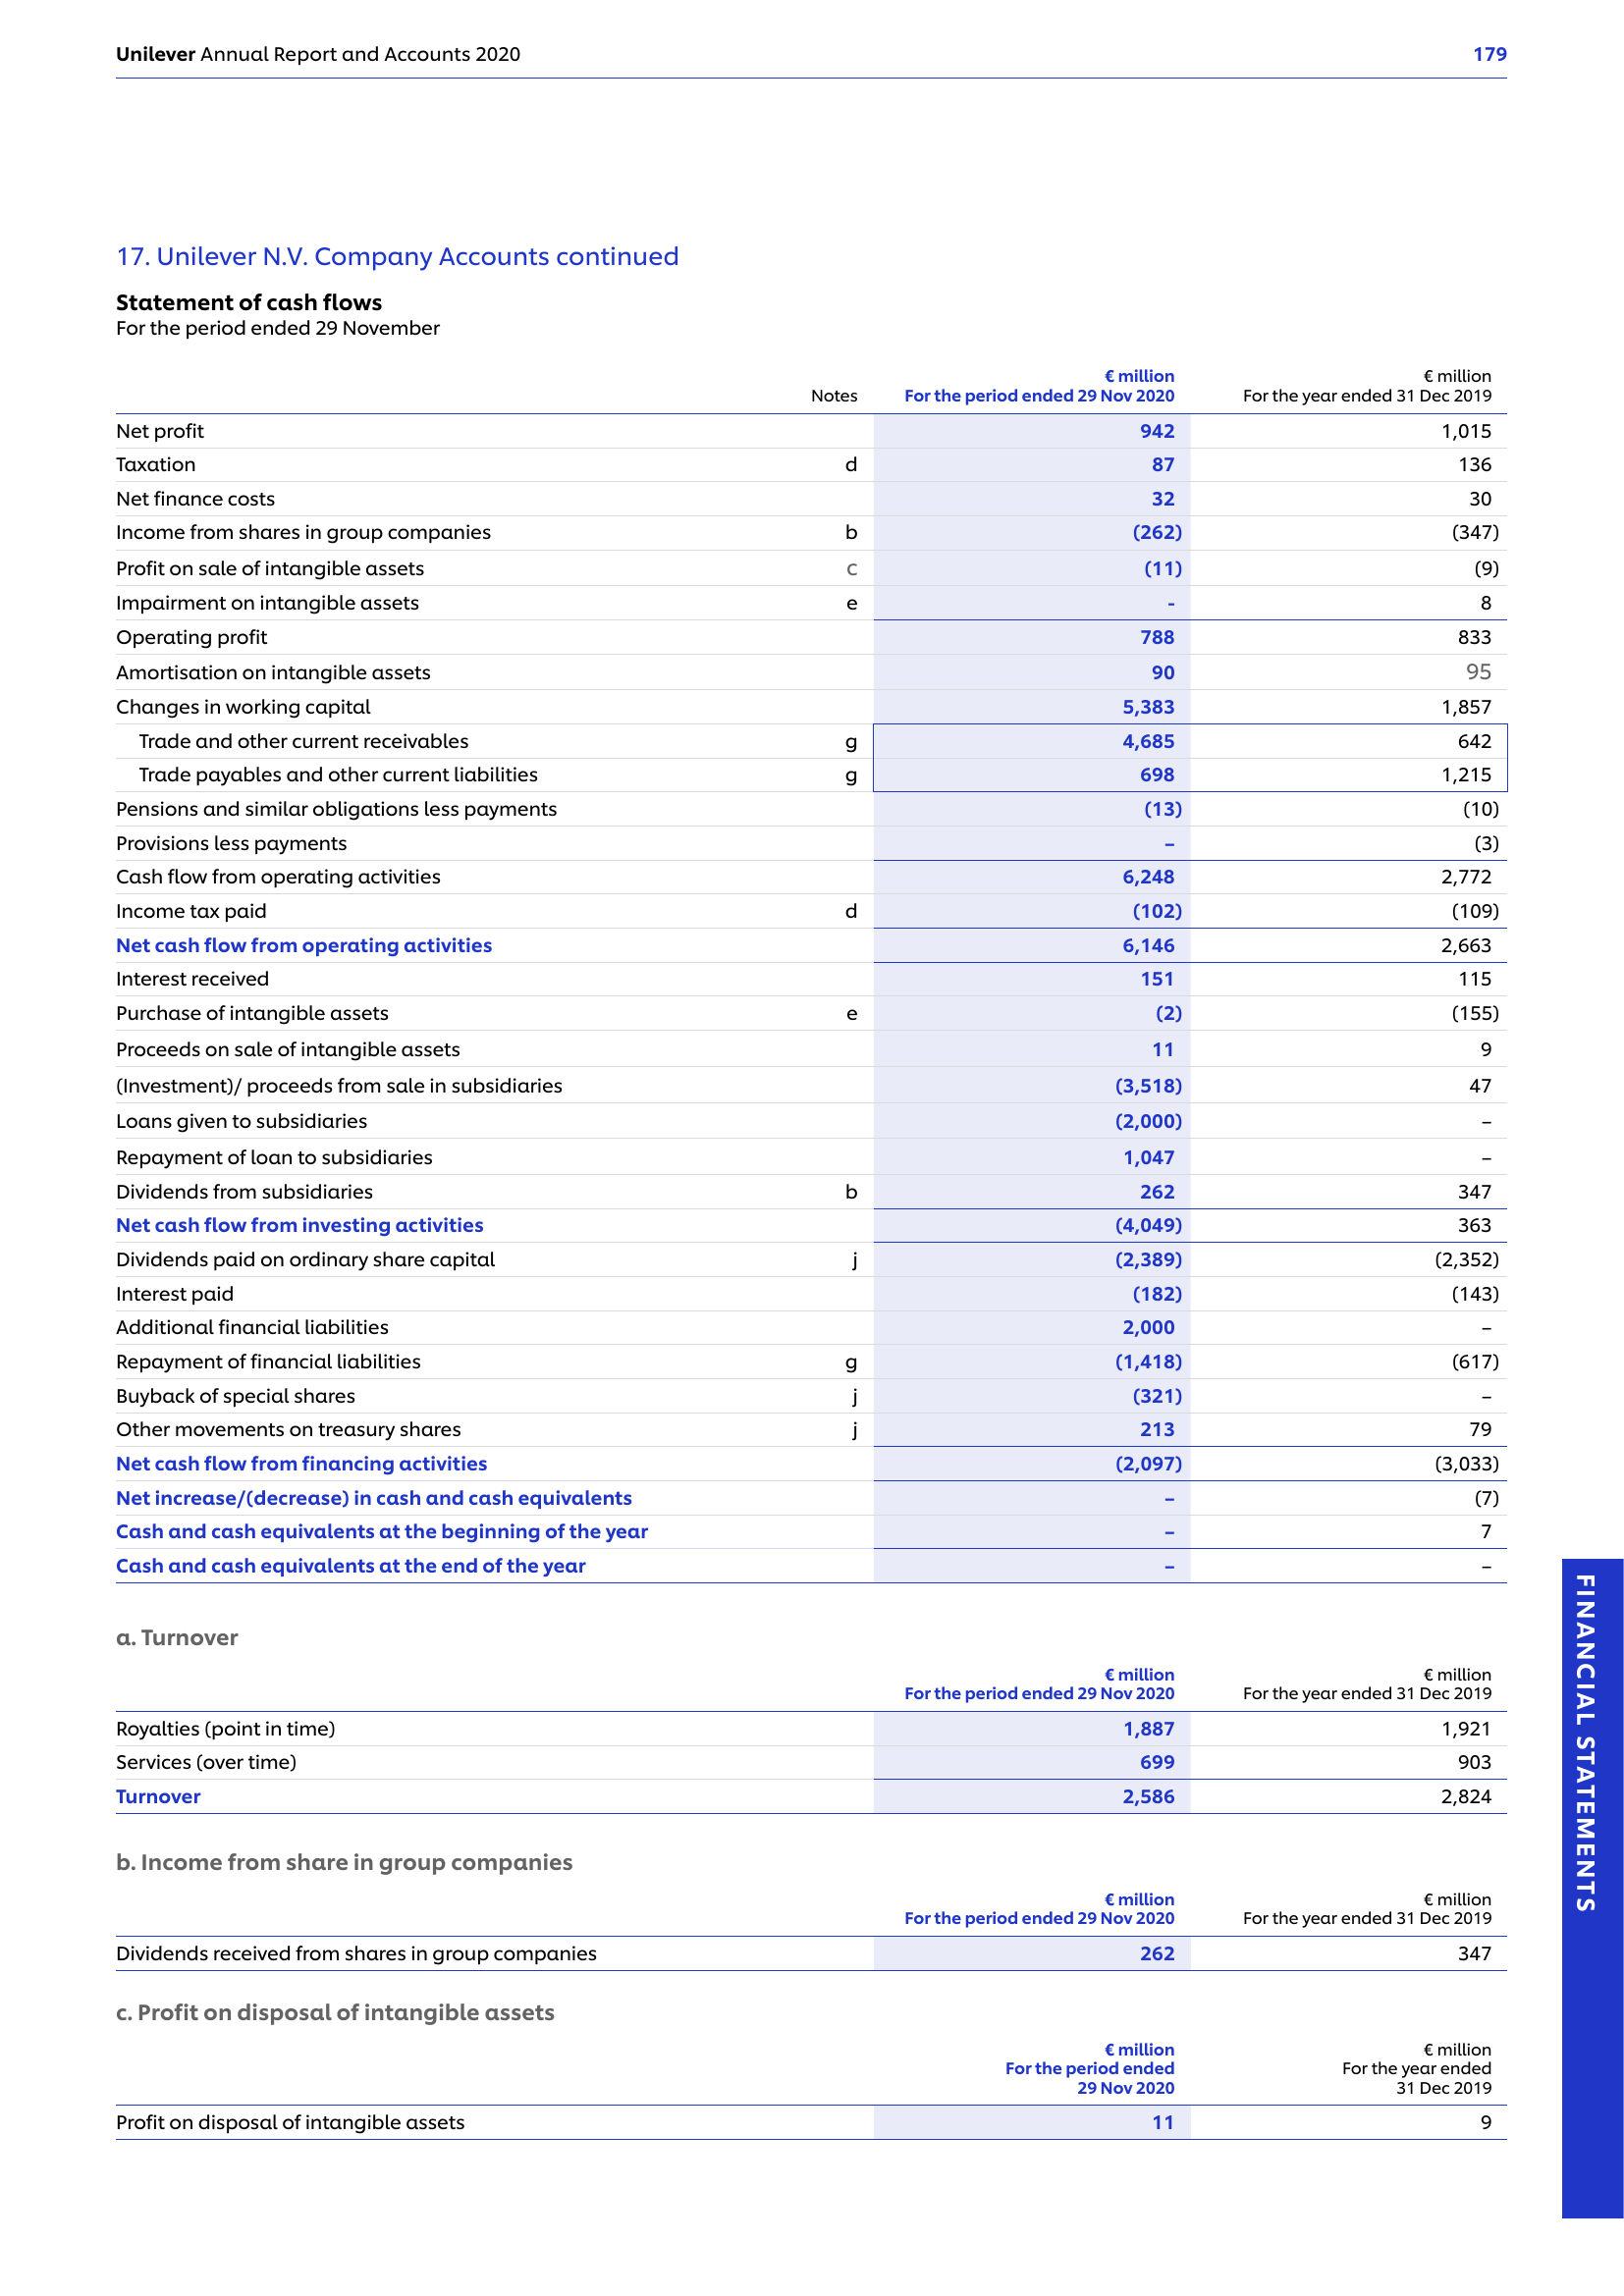 Unilever Annual Report and Accounts 2020 179
17. Unilever N.V. Company Accounts continued
Statement of cash flows
For the period ended 29 November
€ million € million
Notes For the period ended 29 Nov 2020 For the year ended 31 Dec 2019
Net profit 942 1,015
Taxation d 87 136
Net finance costs 32 30
Income from shares in group companies b (262) (347)
Profit on sale of intangible assets c (11) (9)
Impairment on intangible assets e - 8
Operating profit 788 833
Amortisation on intangible assets 90 95
Changes in working capital 5,383 1,857
Trade and other current receivables g 4,685 642
Trade payables and other current liabilities g 698 1,215
Pensions and similar obligations less payments (13) (10)
Provisions less payments – (3)
Cash flow from operating activities 6,248 2,772
Income tax paid d (102) (109)
Net cash flow from operating activities 6,146 2,663
Interest received 151 115
Purchase of intangible assets e (2) (155)
Proceeds on sale of intangible assets 11 9
(Investment)/ proceeds from sale in subsidiaries (3,518) 47
Loans given to subsidiaries (2,000) –
Repayment of loan to subsidiaries 1,047 –
Dividends from subsidiaries b 262 347
Net cash flow from investing activities (4,049) 363
Dividends paid on ordinary share capital j (2,389) (2,352)
Interest paid (182) (143)
Additional financial liabilities 2,000 –
Repayment of financial liabilities g (1,418) (617)
Buyback of special shares j (321) –
Other movements on treasury shares j 213 79
Net cash flow from financing activities (2,097) (3,033)
Net increase/(decrease) in cash and cash equivalents – (7)
Cash and cash equivalents at the beginning of the year – 7
Cash and cash equivalents at the end of the year – –
a. Turnover
€ million € million
For the period ended 29 Nov 2020 For the year ended 31 Dec 2019
Royalties (point in time) 1,887 1,921
Services (over time) 699 903
Turnover 2,586 2,824
b. Income from share in group companies
€ million € million
For the period ended 29 Nov 2020 For the year ended 31 Dec 2019
Dividends received from shares in group companies 262 347
c. Profit on disposal of intangible assets
€ million € million
For the period ended For the year ended
29 Nov 2020 31 Dec 2019
Profit on disposal of intangible assets 11 9
FINANCIAL STATEMENTS